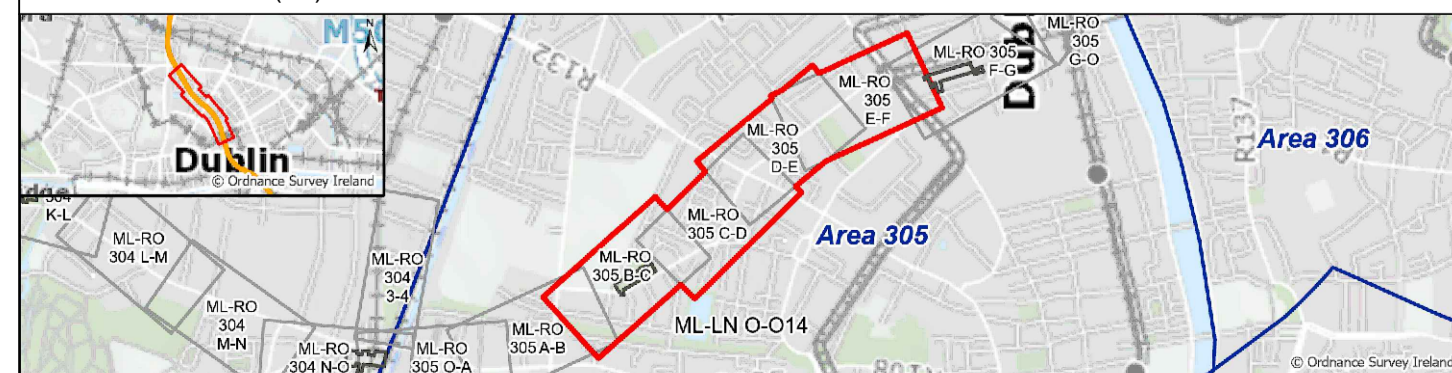 M50
N
Dublin
© Ordnance Survey Ireland
304
K-L
ML-RO
304 L-M
ML-RO
304
M-N
ML-RO
304 N-O
ML-RO
304
3-4
ML-RO
305 O-A
R132
ML-RO
305 A-B
ML-RO
305 B-C
ML-RO
305 C-D
ML-RO
305
D-E
ML-RO
305
E-F
ML-RO 305
F-G
ML-RO
305
G-O
Dub
Area 305
ML-LN O-O14
R137
Area 306
© Ordnance Survey Ireland